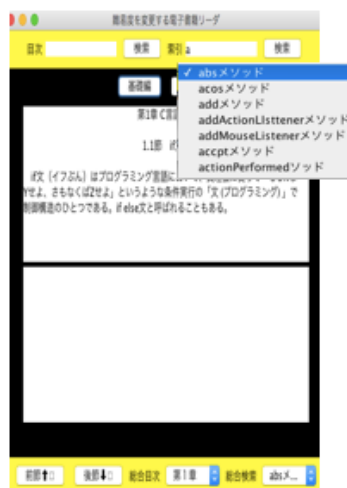 難易度を変更する電子書籍リーダ
目次 検索 索引 a 検索
基礎編
✓ absメソッド
acosメソッド
addメソッド
addActionLIsttenerメソッド
addMouseListenerメソッド
accptメソッド
actionPerformedソッド
第1章 C言
1.1節 if
if文（イフぶん）はプログラミング言語に
Yせよ、さもなくばZせよ」というような条件実行の「文 (プログラミング)」で
制御構造のひとつである。if else文と呼ばれることもある。
前節⬆ 後節⬇ 総合目次 第1章 総合検索 absメ...